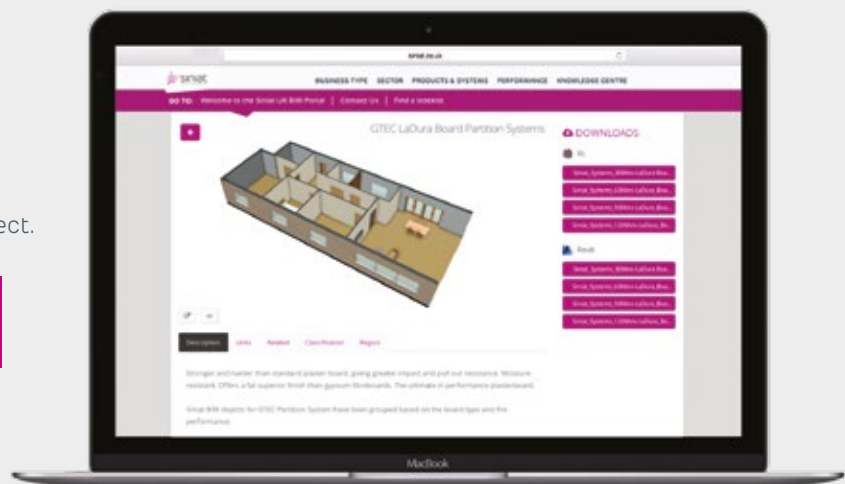 ect.
siniat.co.uk
siniat
BUSINESS TYPE SECTOR PRODUCTS & SYSTEMS PERFORMANCE KNOWLEDGE CENTRE
GO TO: Welcome to the Siniat UK BIM Portal | Contact Us | Find a stockist
GTEC LaDura Board Partition Systems
DOWNLOADS
Revit
Description Links Related Classification Region
Stronger and harder than standard plaster board, giving greater impact and pull out resistance. Moisture
resistant. Offers a far superior finish than gypsum fibreboards. The ultimate in performance plasterboard.
Siniat BIM objects for GTEC Partition System have been grouped based on the board type and fire
performance.
MacBook